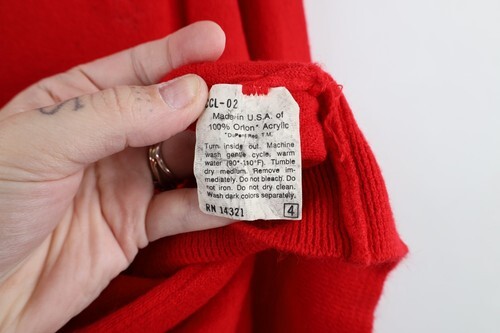 CCL-02
Made in U.S.A. of
100% Orlon* Acrylic
*DuPont Reg. T.M.
Turn inside out. Machine
wash gentle cycle, warm
water (90°-110°F). Tumble
dry-medium. Remove im-
mediately. Do not bleach. Do
not iron. Do not dry clean.
Wash dark colors separately.
RN 14321 4